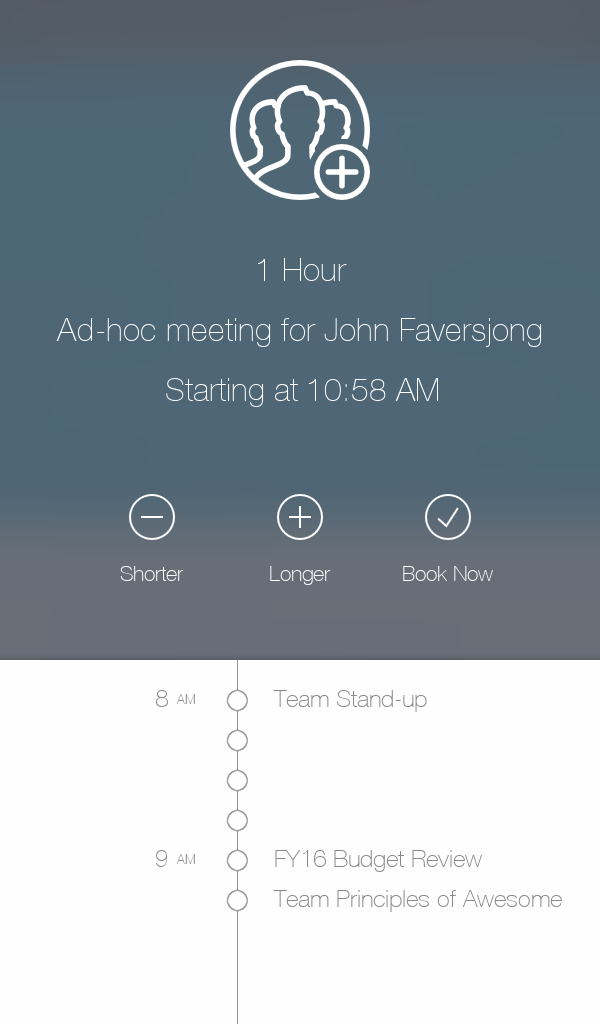 1 Hour
Ad-hoc meeting for John Faversjong
Starting at 10:58 AM
Shorter
Longer
Book Now
8 AM Team Stand-up
9 AM FY16 Budget Review
Team Principles of Awesome